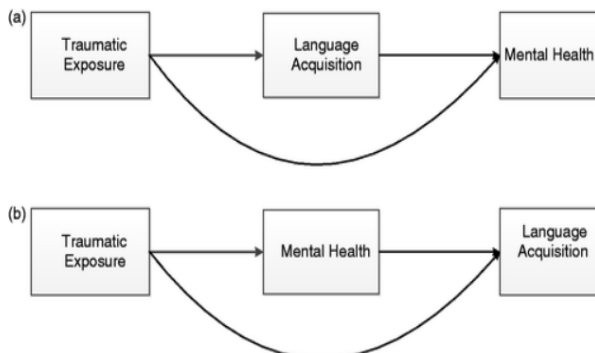 (a)
Traumatic
Exposure
Language
Acquisition
Mental Health
(b)
Traumatic
Exposure
Mental Health
Language
Acquisition